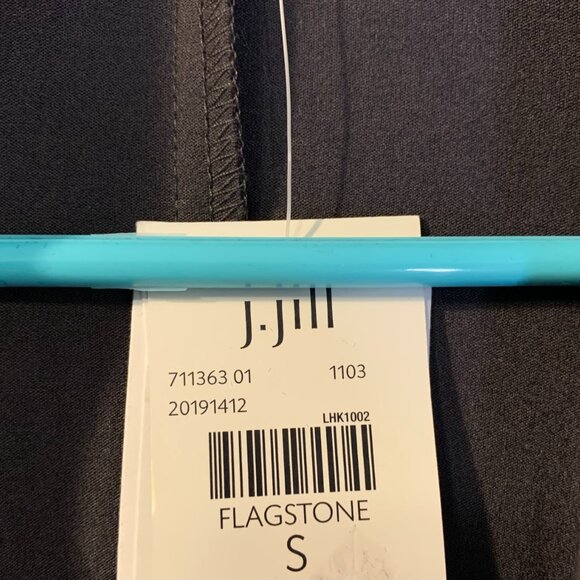 j.jill
711363 01 1103
20191412
LHK1002
FLAGSTONE
S